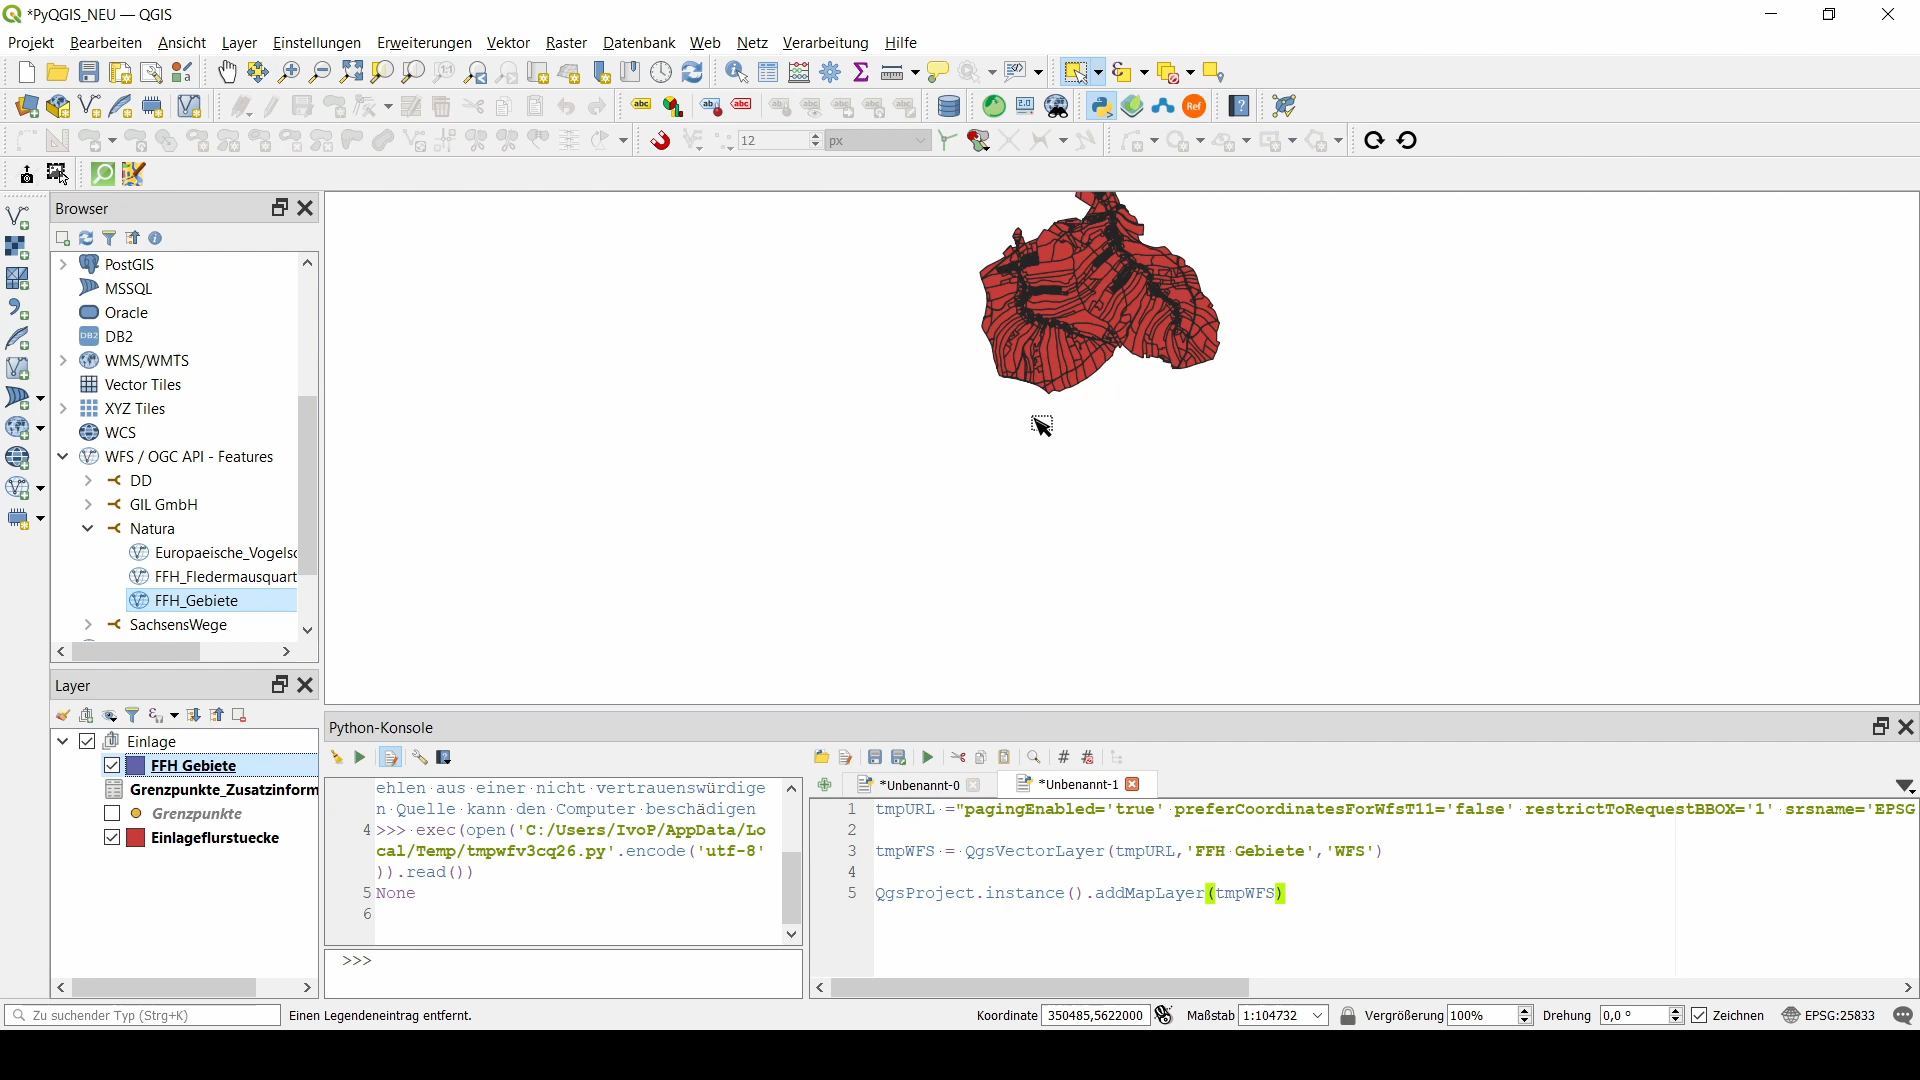 *PyQGIS_NEU — QGIS
Projekt Bearbeiten Ansicht Layer Einstellungen Erweiterungen Vektor Raster Datenbank Web Netz Verarbeitung Hilfe
12 px
Browser
PostGIS
MSSQL
Oracle
DB2
WMS/WMTS
Vector Tiles
XYZ Tiles
WCS
WFS / OGC API - Features
DD
GIL GmbH
Natura
Europaeische_Vogelsc
FFH_Fledermausquart
FFH_Gebiete
SachsensWege
Layer
Einlage
FFH Gebiete
Grenzpunkte_Zusatzinform
Grenzpunkte
Einlageflurstuecke
Python-Konsole
ehlen aus einer nicht vertrauenswürdige
n Quelle kann den Computer beschädigen
4 >>> exec(open('C:/Users/IvoP/AppData/Lo
cal/Temp/tmpwfv3cq26.py'.encode('utf-8'
)).read())
5 None
6
>>>
*Unbenannt-0 *Unbenannt-1
1 tmpURL ="pagingEnabled='true' preferCoordinatesForWfsT11='false' restrictToRequestBBOX='1' srsname='EPSG
2
3 tmpWFS = QgsVectorLayer(tmpURL,'FFH Gebiete','WFS')
4
5 QgsProject.instance().addMapLayer(tmpWFS)
Zu suchender Typ (Strg+K) Einen Legendeneintrag entfernt. Koordinate 350485,5622000 Maßstab 1:104732 Vergrößerung 100% Drehung 0,0 ° Zeichnen EPSG:25833